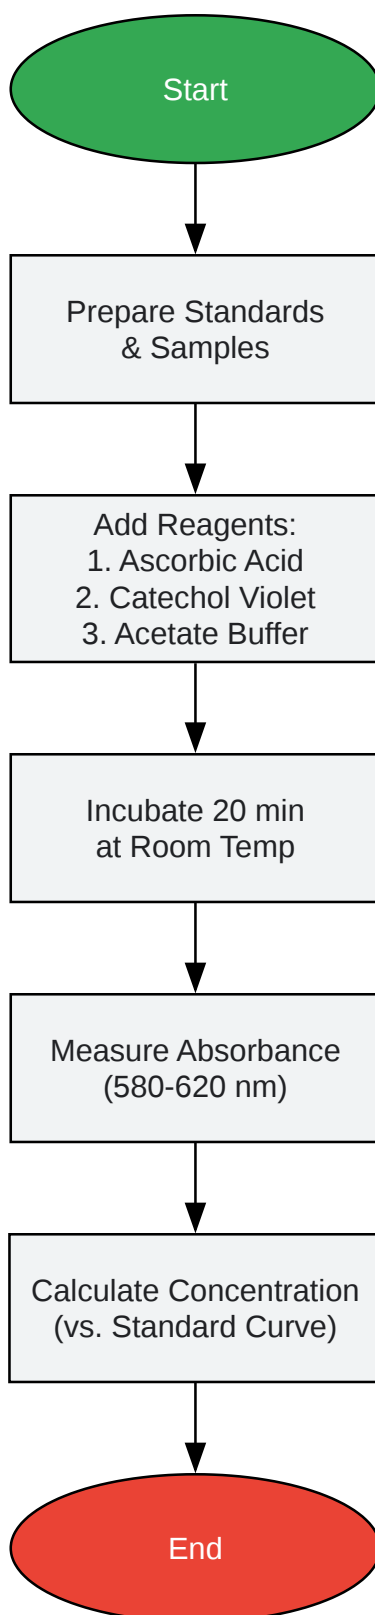 Start
Prepare Standards
& Samples
Add Reagents:
1. Ascorbic Acid
2. Catechol Violet
3. Acetate Buffer
Incubate 20 min
at Room Temp
Measure Absorbance
(580-620 nm)
Calculate Concentration
(vs. Standard Curve)
End